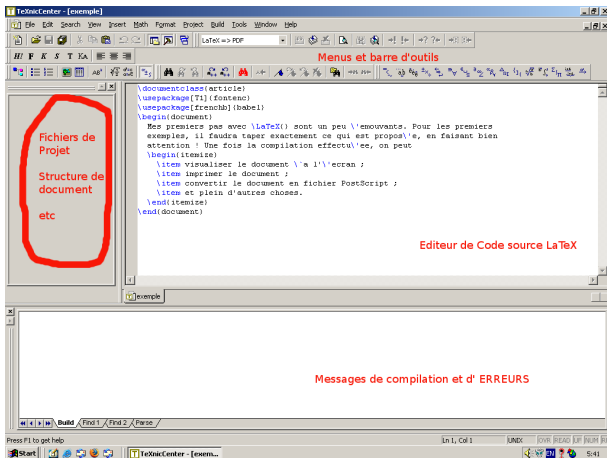 TeXnicCenter - [exemple]
File Edit Search View Insert Math Format Project Build Tools Window Help
LaTeX => PDF
Menus et barre d'outils
Fichiers de
Projet
Structure de
document
etc
\documentclass{article}
\usepackage[T1]{fontenc}
\usepackage[frenchb]{babel}
\begin{document}
Mes premiers pas avec \LaTeX{} sont un peu \'emouvants. Pour les premiers
exemples, il faudra taper exactement ce qui est propos\'e, en faisant bien
attention ! Une fois la compilation effectu\'ee, on peut
\begin{itemize}
\item visualiser le document \`a l'\'ecran ;
\item imprimer le document ;
\item convertir le document en fichier PostScript ;
\item et plein d'autres choses.
\end{itemize}
\end{document}
Editeur de Code source LaTeX
exemple
Messages de compilation et d' ERREURS
Build Find 1 Find 2 Parse
Press F1 to get help
Ln 1, Col 1 UNIX OVR READ UF NUM
Start TeXnicCenter - [exem... EN 5:41